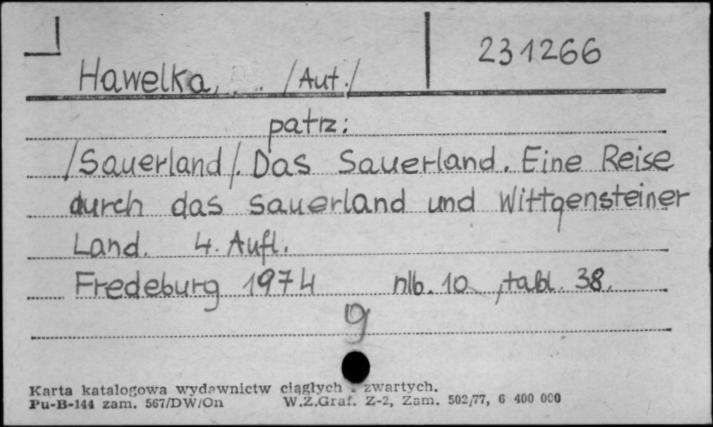 231266
Hawelka, /Aut./
patrz:
/Sauerland/. Das Sauerland. Eine Reise
durch das Sauerland und Wittgensteiner
Land. 4. Aufl.
Fredeburg 1974 nlb. 10, tabl. 38.
g
Karta katalogowa wydawnictw ciągłych i zwartych.
Pu-B-144 zam. 567/DW/On W.Z.Graf. Z-2, Zam. 502/77, 6 400 000